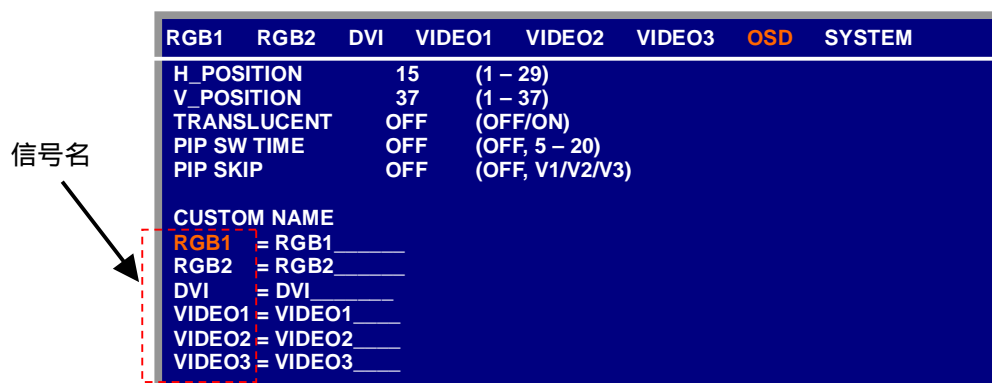 RGB1 RGB2 DVI VIDEO1 VIDEO2 VIDEO3 OSD SYSTEM
H_POSITION 15 (1 – 29)
V_POSITION 37 (1 – 37)
TRANSLUCENT OFF (OFF/ON)
PIP SW TIME OFF (OFF, 5 – 20)
PIP SKIP OFF (OFF, V1/V2/V3)
信号名
CUSTOM NAME
RGB1 = RGB1______
RGB2 = RGB2______
DVI = DVI_______
VIDEO1 = VIDEO1____
VIDEO2 = VIDEO2____
VIDEO3 = VIDEO3____